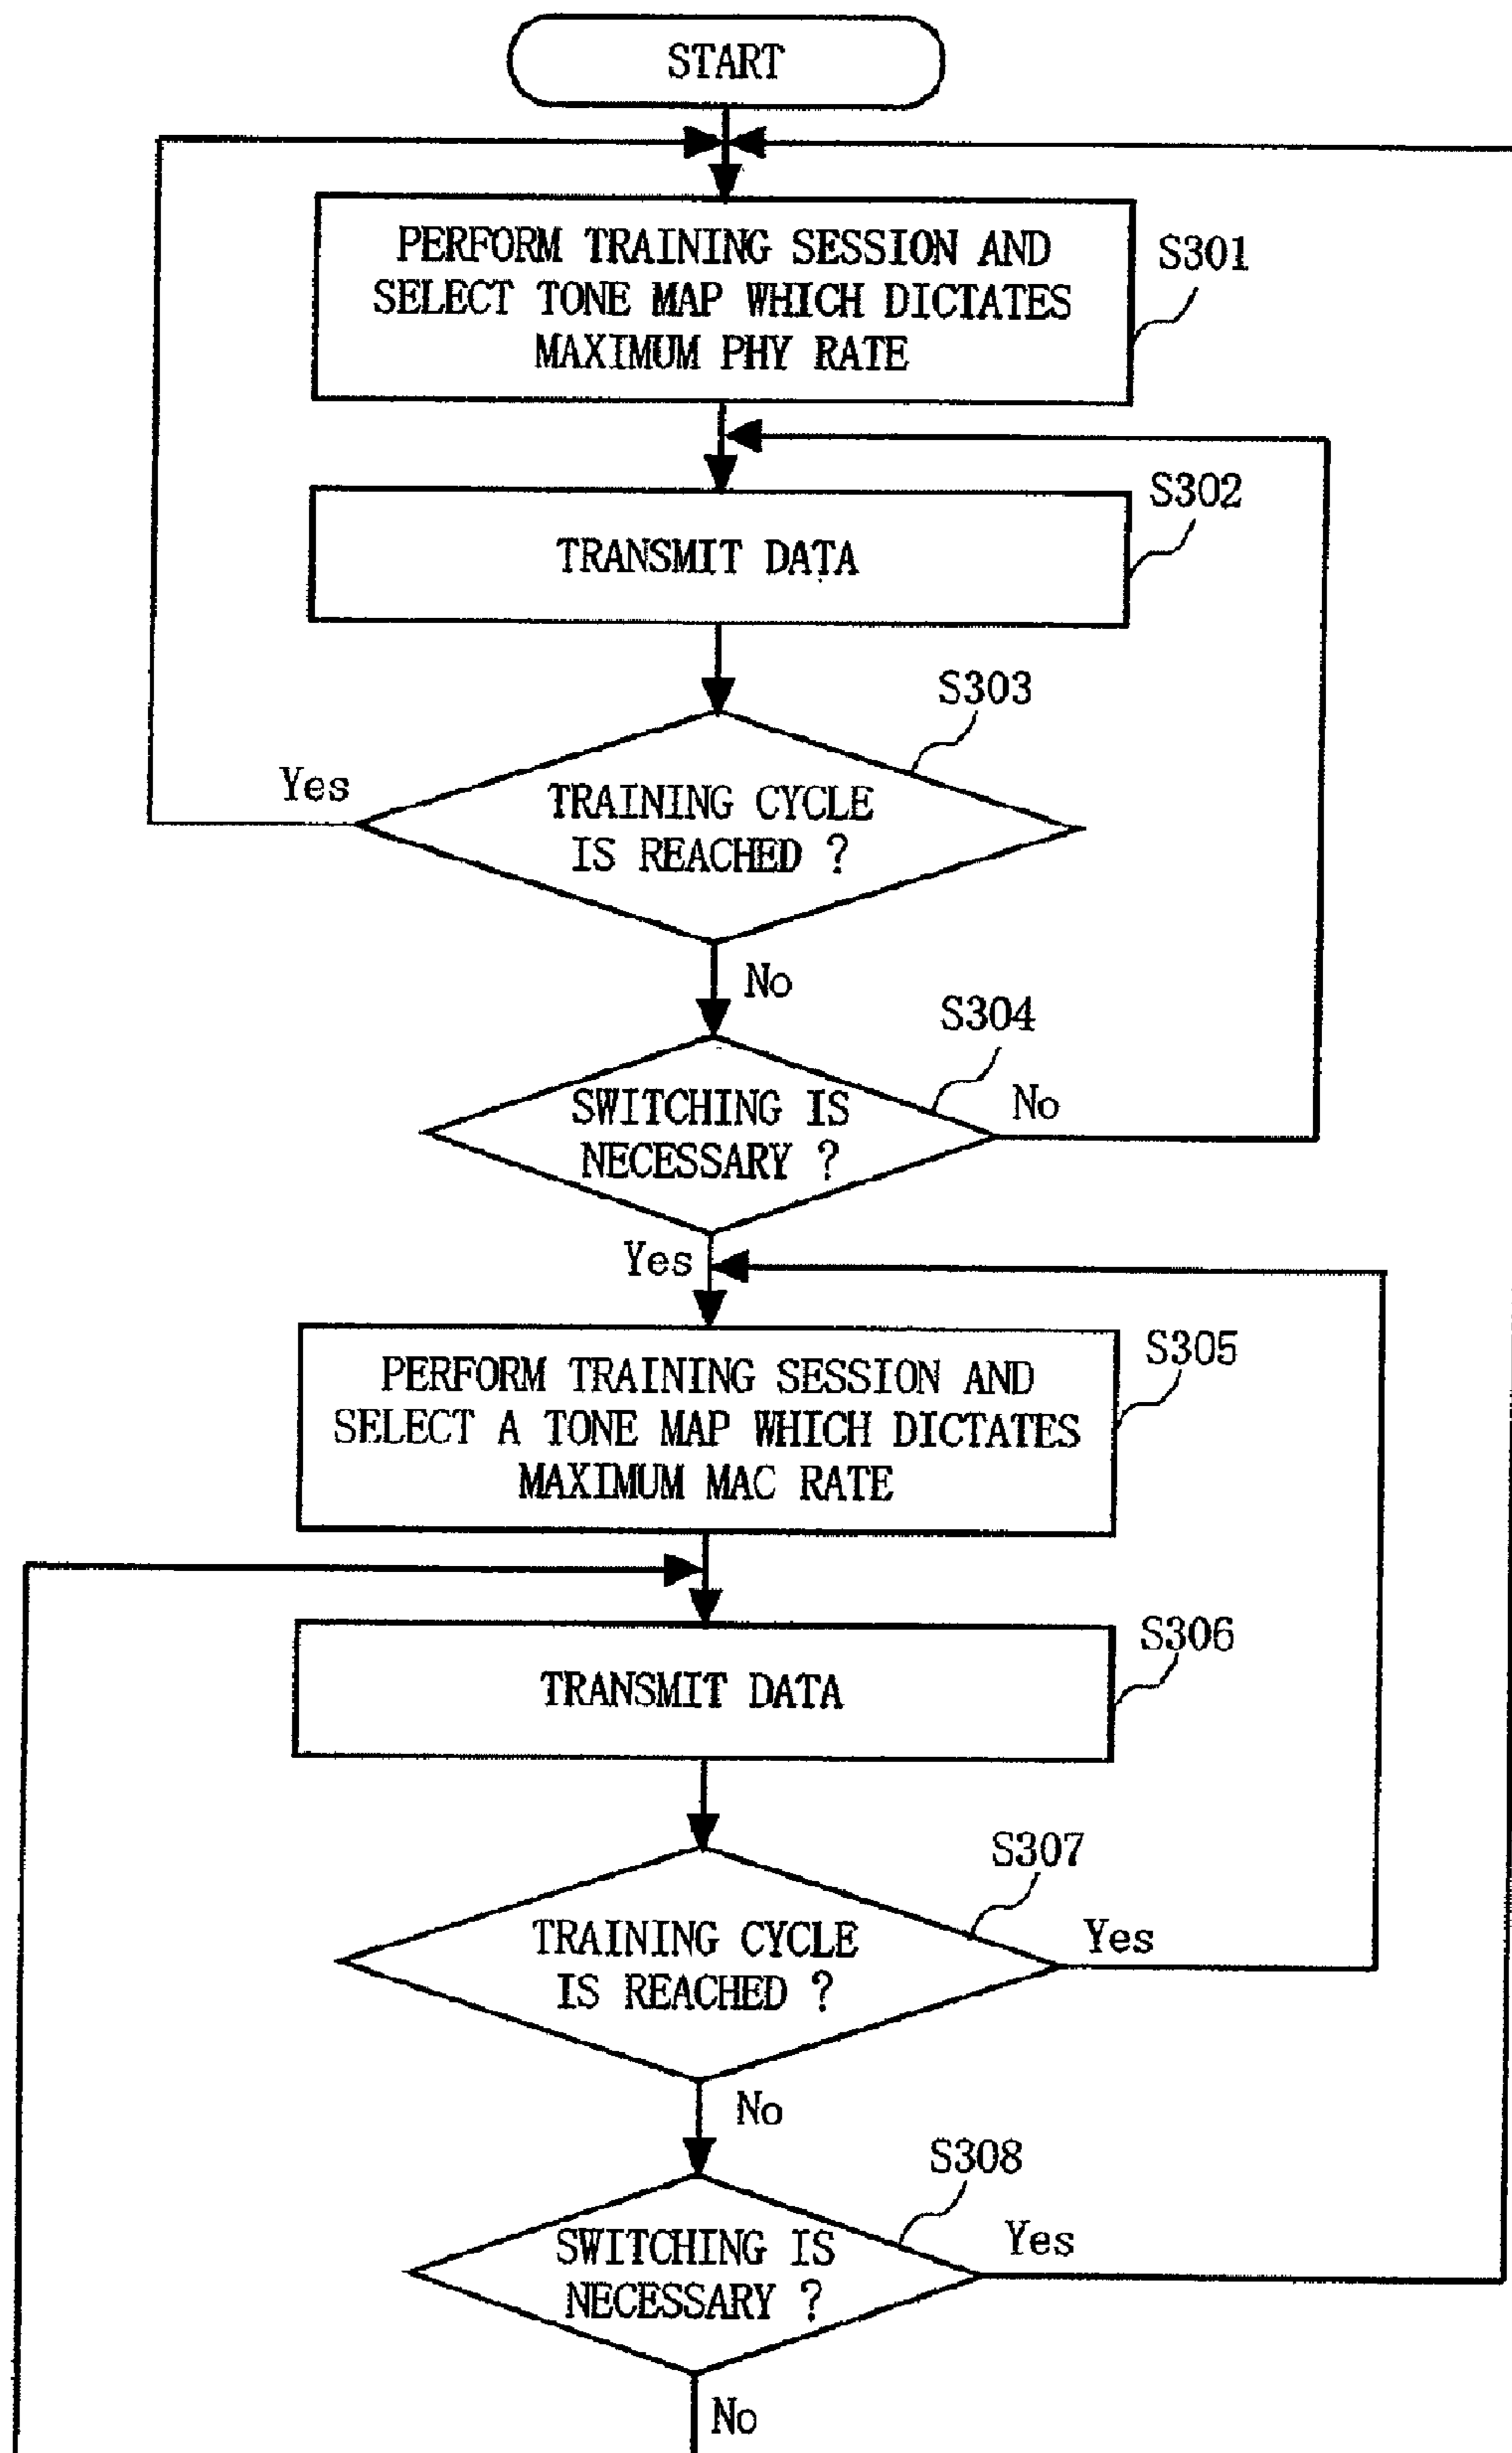 START
PERFORM TRAINING SESSION AND
SELECT TONE MAP WHICH DICTATES
MAXIMUM PHY RATE
S301
TRANSMIT DATA
S302
S303
Yes
TRAINING CYCLE
IS REACHED ?
No
S304
SWITCHING IS
NECESSARY ?
No
Yes
PERFORM TRAINING SESSION AND
SELECT A TONE MAP WHICH DICTATES
MAXIMUM MAC RATE
S305
TRANSMIT DATA
S306
S307
TRAINING CYCLE
IS REACHED ?
Yes
No
S308
SWITCHING IS
NECESSARY ?
Yes
No